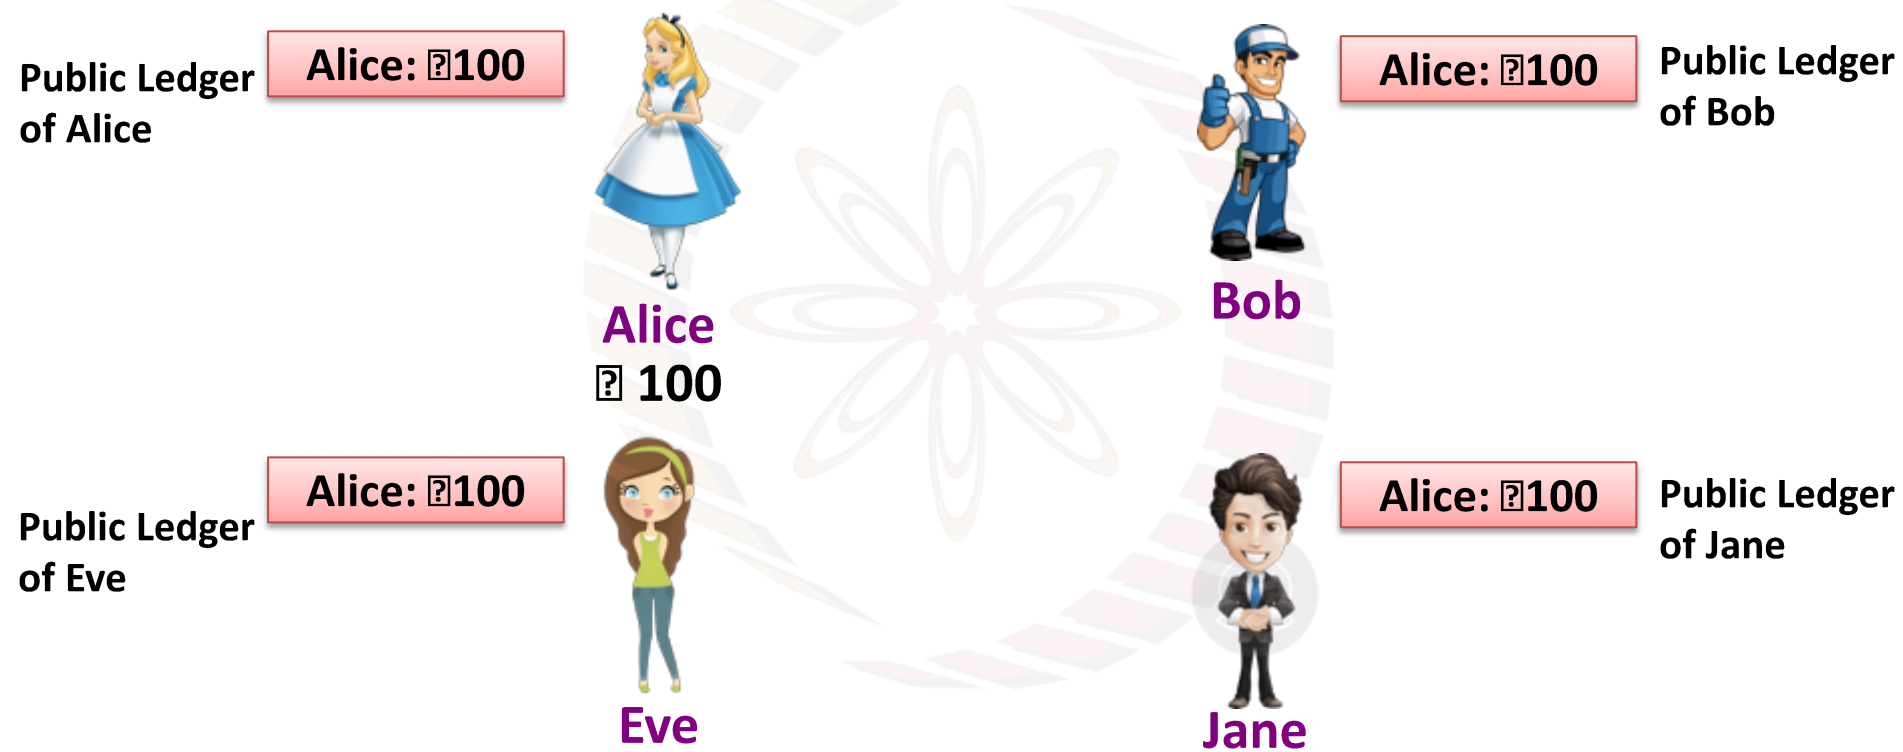 Public Ledger
of Alice
Alice: 100
Alice
100
Alice: 100
Public Ledger
of Bob
Bob
Public Ledger
of Eve
Alice: 100
Eve
Alice: 100
Public Ledger
of Jane
Jane